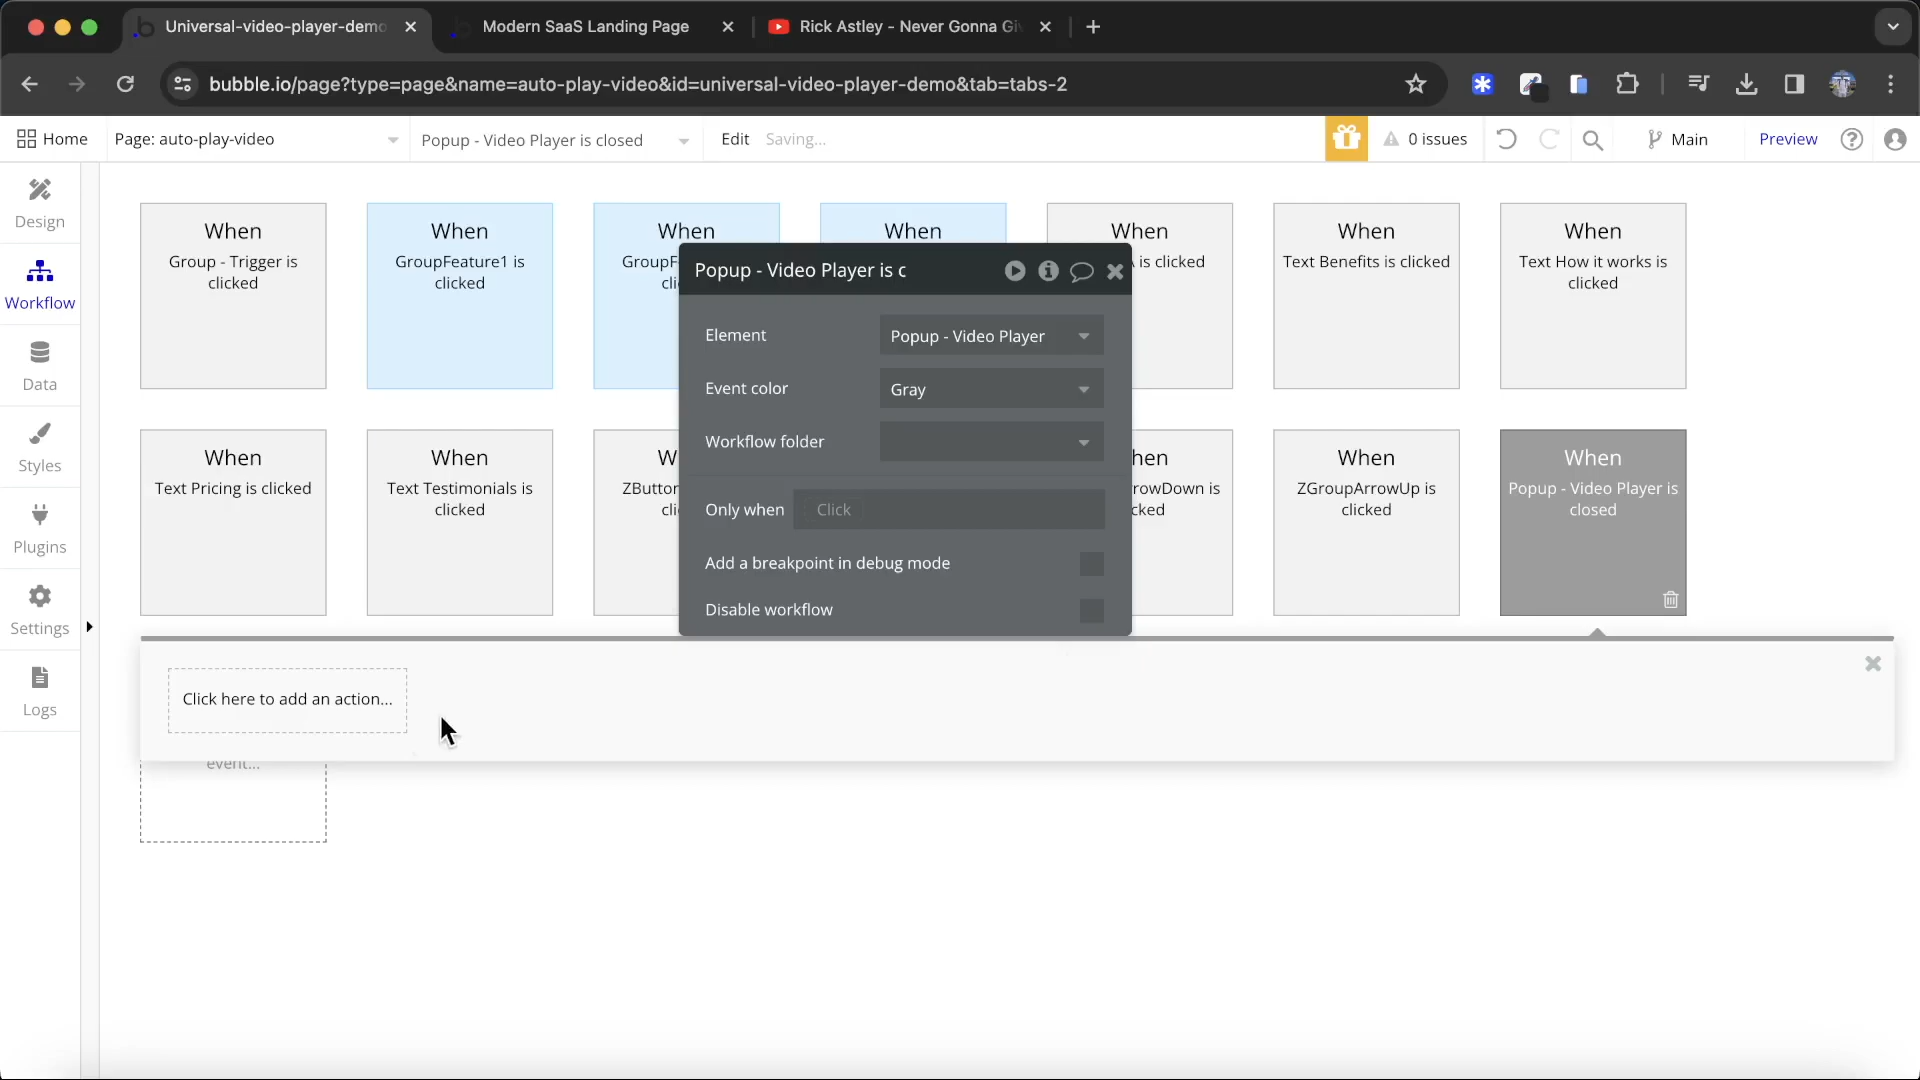 Universal-video-player-demo
Modern SaaS Landing Page
Rick Astley - Never Gonna Gi
bubble.io/page?type=page&name=auto-play-video&id=universal-video-player-demo&tab=tabs-2
Home
Page: auto-play-video
Popup - Video Player is closed
Edit
Saving...
0 issues
Main
Preview
Design
Workflow
Data
Styles
Plugins
Settings
Logs
When
Group - Trigger is
clicked
When
GroupFeature1 is
clicked
When
GroupF
cli
When
When
A is clicked
When
Text Benefits is clicked
When
Text How it works is
clicked
Popup - Video Player is c
Element
Popup - Video Player
Event color
Gray
Workflow folder
Only when
Click
Add a breakpoint in debug mode
Disable workflow
When
Text Pricing is clicked
When
Text Testimonials is
clicked
W
ZButton
cli
hen
rowDown is
cked
When
ZGroupArrowUp is
clicked
When
Popup - Video Player is
closed
Click here to add an action...
event...